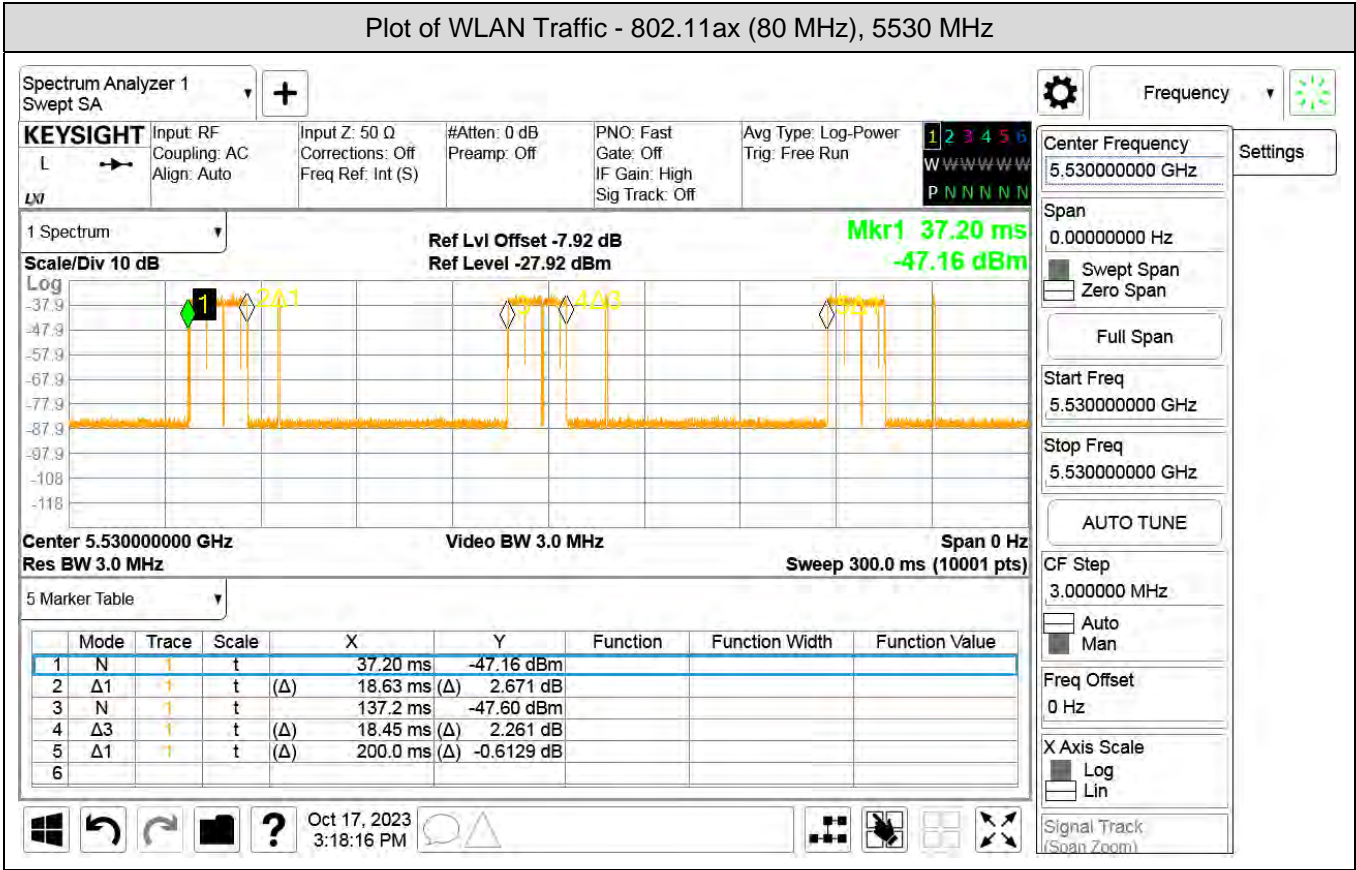 Plot of WLAN Traffic - 802.11ax (80 MHz), 5530 MHz
Spectrum Analyzer 1
Swept SA
Frequency
KEYSIGHT
L
LXI
Input: RF
Coupling: AC
Align: Auto
Input Z: 50 Ω
Corrections: Off
Freq Ref: Int (S)
#Atten: 0 dB
Preamp: Off
PNO: Fast
Gate: Off
IF Gain: High
Sig Track: Off
Avg Type: Log-Power
Trig: Free Run
1 2 3 4 5 6
W W W W W W
P N N N N N
Settings
1 Spectrum
Scale/Div 10 dB
Ref Lvl Offset -7.92 dB
Ref Level -27.92 dBm
Mkr1 37.20 ms
-47.16 dBm
Log
-37.9
-47.9
-57.9
-67.9
-77.9
-87.9
-97.9
-108
-118
1
2Δ1
3
4Δ3
5Δ1
Center 5.530000000 GHz
Video BW 3.0 MHz
Span 0 Hz
Res BW 3.0 MHz
Sweep 300.0 ms (10001 pts)
5 Marker Table
Mode Trace Scale X Y Function Function Width Function Value
1 N 1 t 37.20 ms -47.16 dBm
2 Δ1 1 t (Δ) 18.63 ms (Δ) 2.671 dB
3 N 1 t 137.2 ms -47.60 dBm
4 Δ3 1 t (Δ) 18.45 ms (Δ) 2.261 dB
5 Δ1 1 t (Δ) 200.0 ms (Δ) -0.6129 dB
6
Center Frequency
5.530000000 GHz
Span
0.00000000 Hz
Swept Span
Zero Span
Full Span
Start Freq
5.530000000 GHz
Stop Freq
5.530000000 GHz
AUTO TUNE
CF Step
3.000000 MHz
Auto
Man
Freq Offset
0 Hz
X Axis Scale
Log
Lin
Signal Track
(Span Zoom)
?
Oct 17, 2023
3:18:16 PM